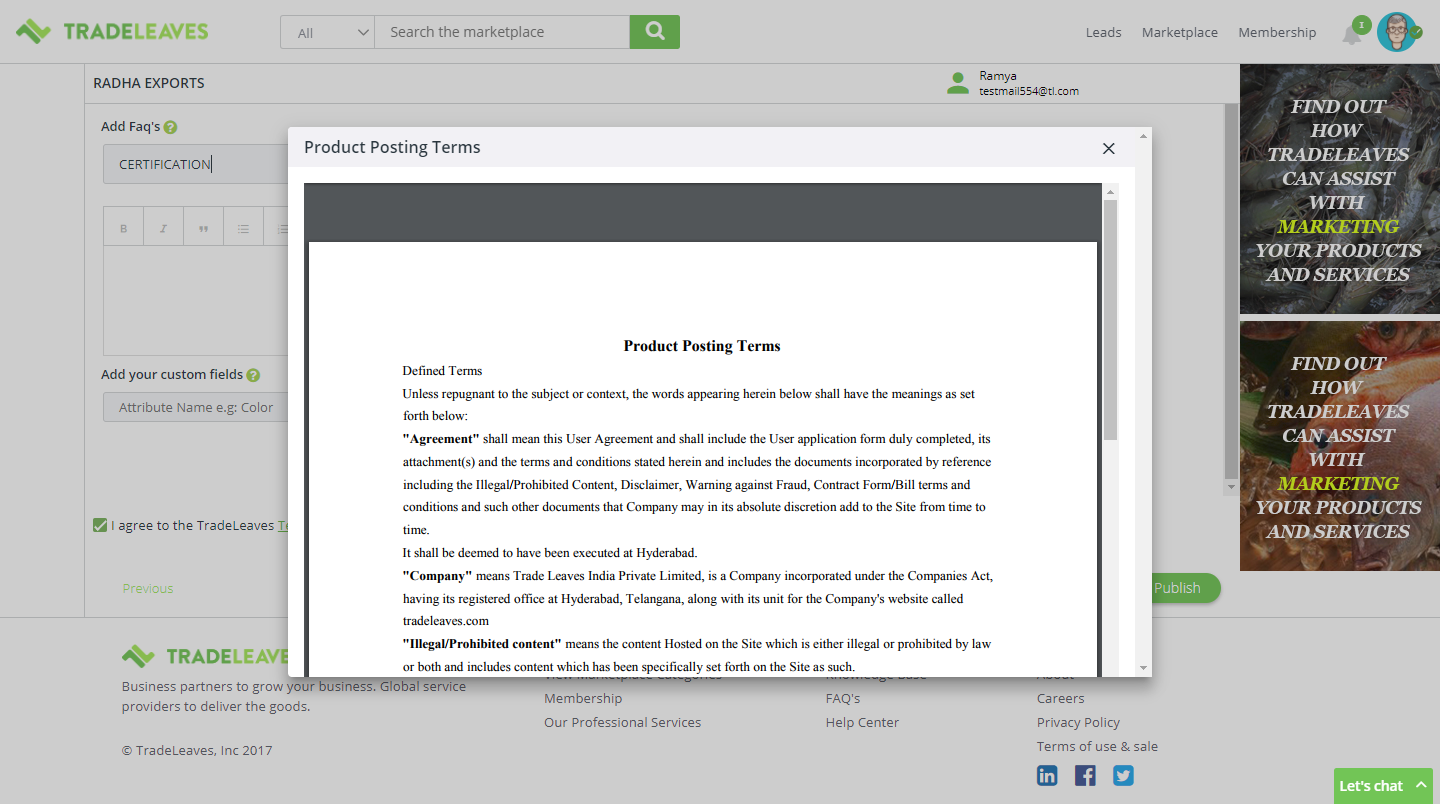 TRADELEAVES
All
Search the marketplace
Leads
Marketplace
Membership
1
RADHA EXPORTS
Ramya
testmail554@tl.com
Add Faq's ?
CERTIFICATION
B
I
Add your custom fields ?
Attribute Name e.g: Color
I agree to the TradeLeaves
Previous
Publish
Product Posting Terms
Product Posting Terms
Defined Terms
Unless repugnant to the subject or context, the words appearing herein below shall have the meanings as set
forth below:
"Agreement" shall mean this User Agreement and shall include the User application form duly completed, its
attachment(s) and the terms and conditions stated herein and includes the documents incorporated by reference
including the Illegal/Prohibited Content, Disclaimer, Warning against Fraud, Contract Form/Bill terms and
conditions and such other documents that Company may in its absolute discretion add to the Site from time to
time.
It shall be deemed to have been executed at Hyderabad.
"Company" means Trade Leaves India Private Limited, is a Company incorporated under the Companies Act,
having its registered office at Hyderabad, Telangana, along with its unit for the Company's website called
tradeleaves.com
"Illegal/Prohibited content" means the content Hosted on the Site which is either illegal or prohibited by law
or both and includes content which has been specifically set forth on the Site as such.
FIND OUT
HOW
TRADELEAVES
CAN ASSIST
WITH
MARKETING
YOUR PRODUCTS
AND SERVICES
FIND OUT
HOW
TRADELEAVES
CAN ASSIST
WITH
MARKETING
YOUR PRODUCTS
AND SERVICES
TRADELEAVE
Business partners to grow your business. Global service
providers to deliver the goods.
© TradeLeaves, Inc 2017
View Marketplace Categories
Membership
Our Professional Services
Knowledge Base
FAQ's
Help Center
About
Careers
Privacy Policy
Terms of use & sale
in
f
Let's chat